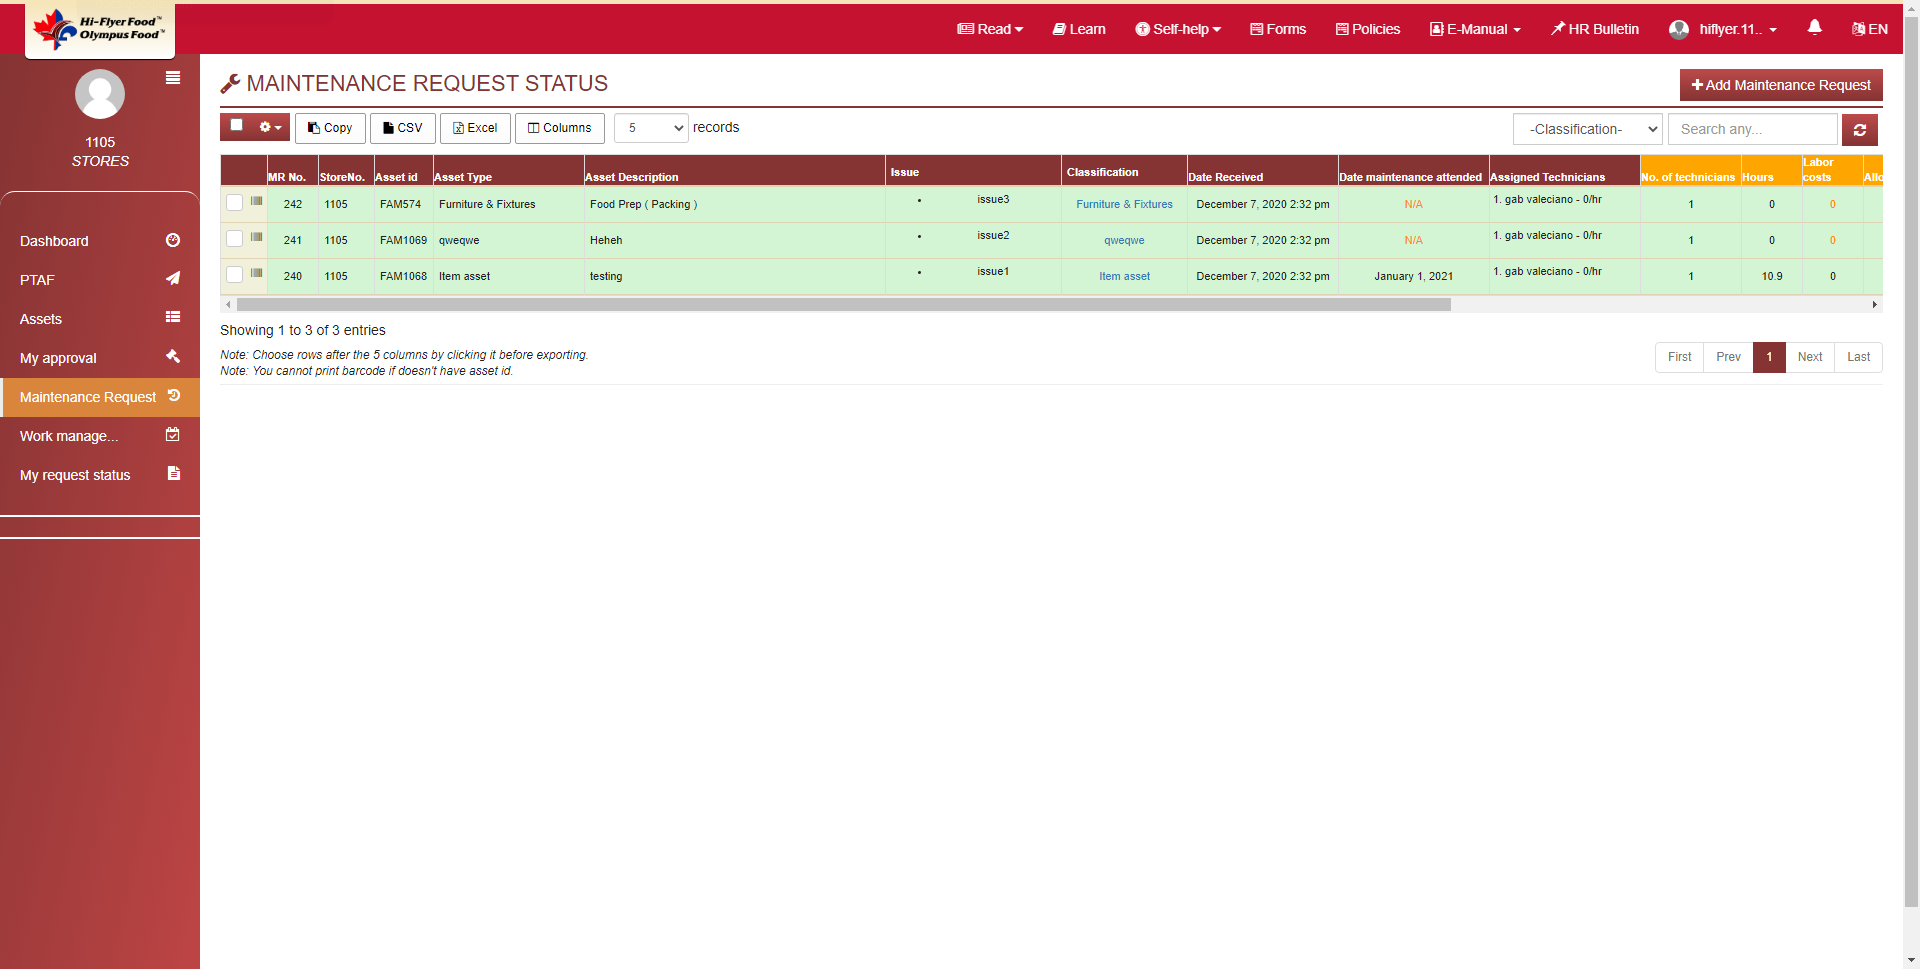 Hi-Flyer Food™
Olympus Food™
Read
Learn
Self-help
Forms
Policies
E-Manual
HR Bulletin
hiflyer.11..
EN
1105
STORES
Dashboard
PTAF
Assets
My approval
Maintenance Request
Work manage...
My request status
MAINTENANCE REQUEST STATUS
Add Maintenance Request
Copy
CSV
Excel
Columns
5
records
-Classification-
Search any...
MR No. StoreNo. Asset id Asset Type Asset Description Issue Classification Date Received Date maintenance attended Assigned Technicians No. of technicians Hours Labor costs Allo
242 1105 FAM574 Furniture & Fixtures Food Prep ( Packing ) • issue3 Furniture & Fixtures December 7, 2020 2:32 pm N/A 1. gab valeciano - 0/hr 1 0 0
241 1105 FAM1069 qweqwe Heheh • issue2 qweqwe December 7, 2020 2:32 pm N/A 1. gab valeciano - 0/hr 1 0 0
240 1105 FAM1068 Item asset testing • issue1 Item asset December 7, 2020 2:32 pm January 1, 2021 1. gab valeciano - 0/hr 1 10.9 0
Showing 1 to 3 of 3 entries
Note: Choose rows after the 5 columns by clicking it before exporting.
Note: You cannot print barcode if doesn't have asset id.
First Prev 1 Next Last